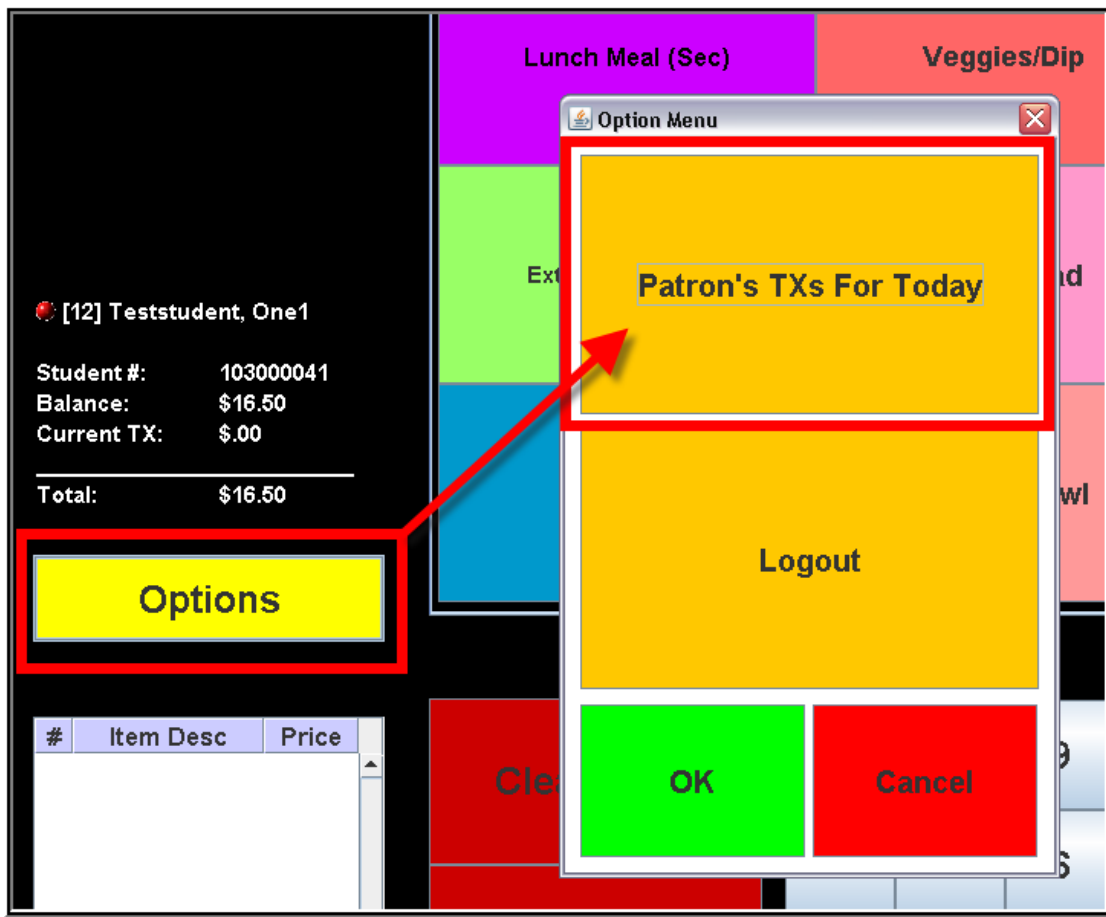 Lunch Meal (Sec)
Veggies/Dip
Option Menu
Patron's TXs For Today
[12] Teststudent, One1
Student #: 103000041
Balance: $16.50
Current TX: $.00
Total: $16.50
Logout
Options
# Item Desc Price
OK
Cancel